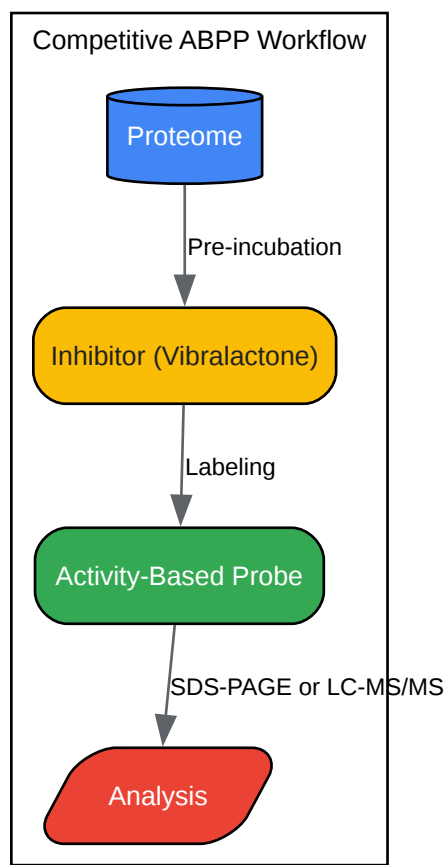 Competitive ABPP Workflow
Proteome
Pre-incubation
Inhibitor (Vibralactone)
Labeling
Activity-Based Probe
SDS-PAGE or LC-MS/MS
Analysis